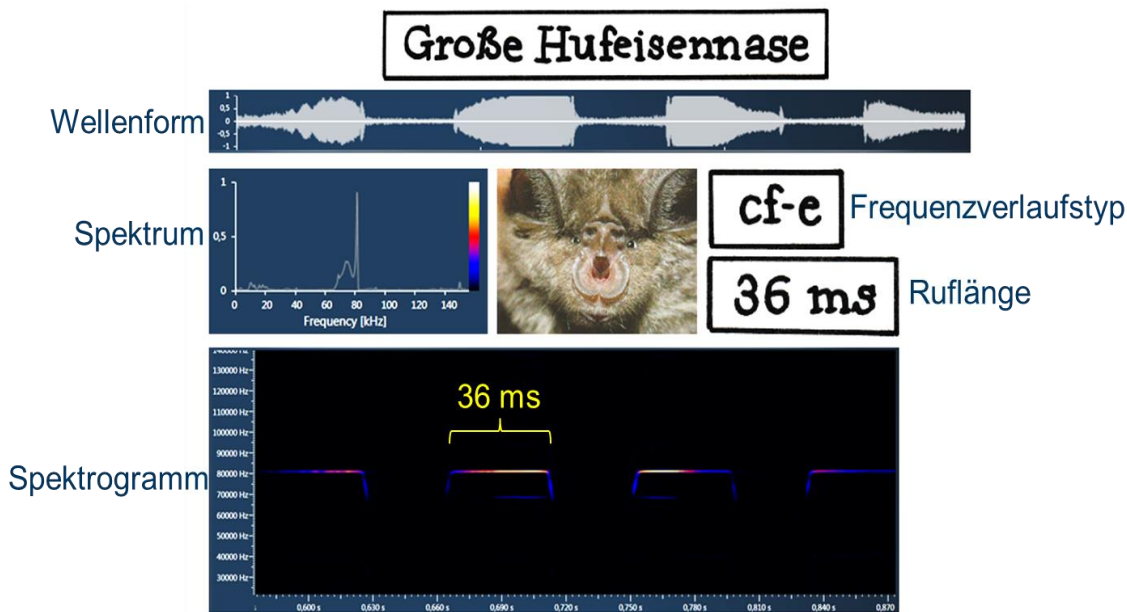 Große Hufeisennase
Wellenform
1
0,5
0
-0,5
-1
Spektrum
1
0,5
0
0 20 40 60 80 100 120 140
Frequency [kHz]
cf-e
Frequenzverlaufstyp
36 ms
Ruflänge
Spektrogramm
140000 Hz
130000 Hz
120000 Hz
110000 Hz
100000 Hz
90000 Hz
80000 Hz
70000 Hz
60000 Hz
50000 Hz
40000 Hz
30000 Hz
36 ms
0,600 s 0,630 s 0,660 s 0,690 s 0,720 s 0,750 s 0,780 s 0,810 s 0,840 s 0,870